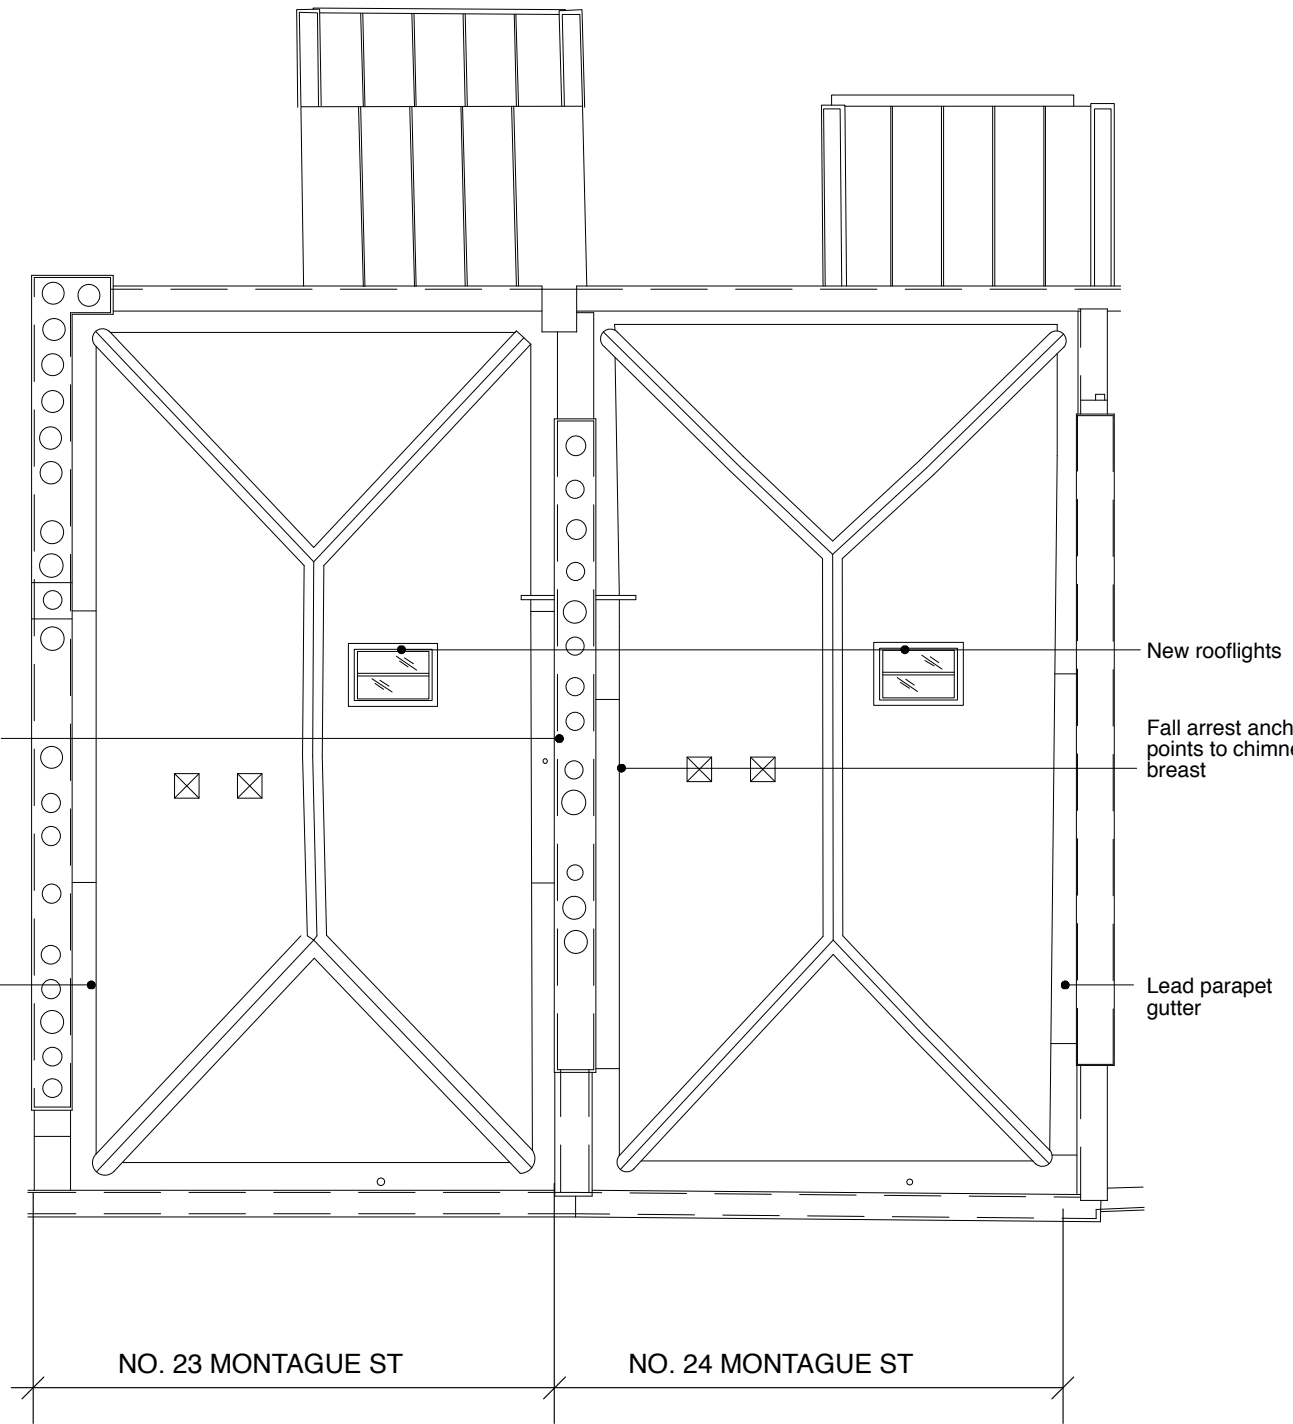 New rooflights
Fall arrest anch
points to chimne
breast
Lead parapet
gutter
NO. 23 MONTAGUE ST
NO. 24 MONTAGUE ST